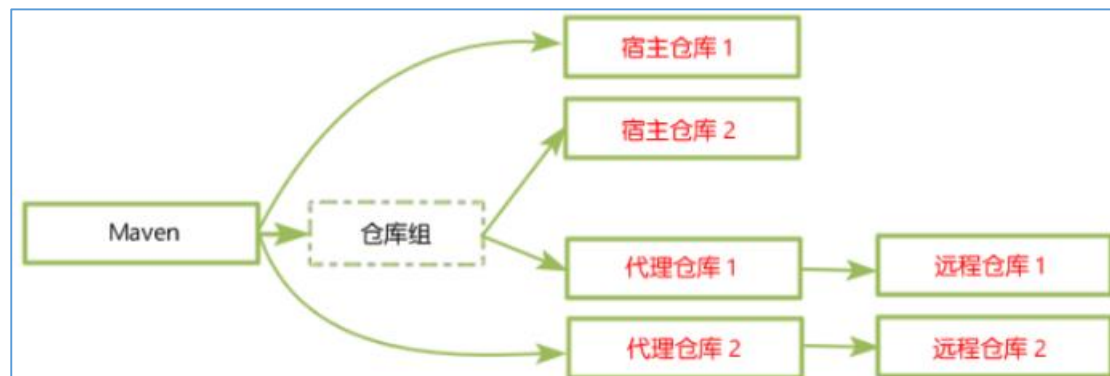 宿主仓库 1
宿主仓库 2
Maven
仓库组
代理仓库 1
远程仓库 1
代理仓库 2
远程仓库 2